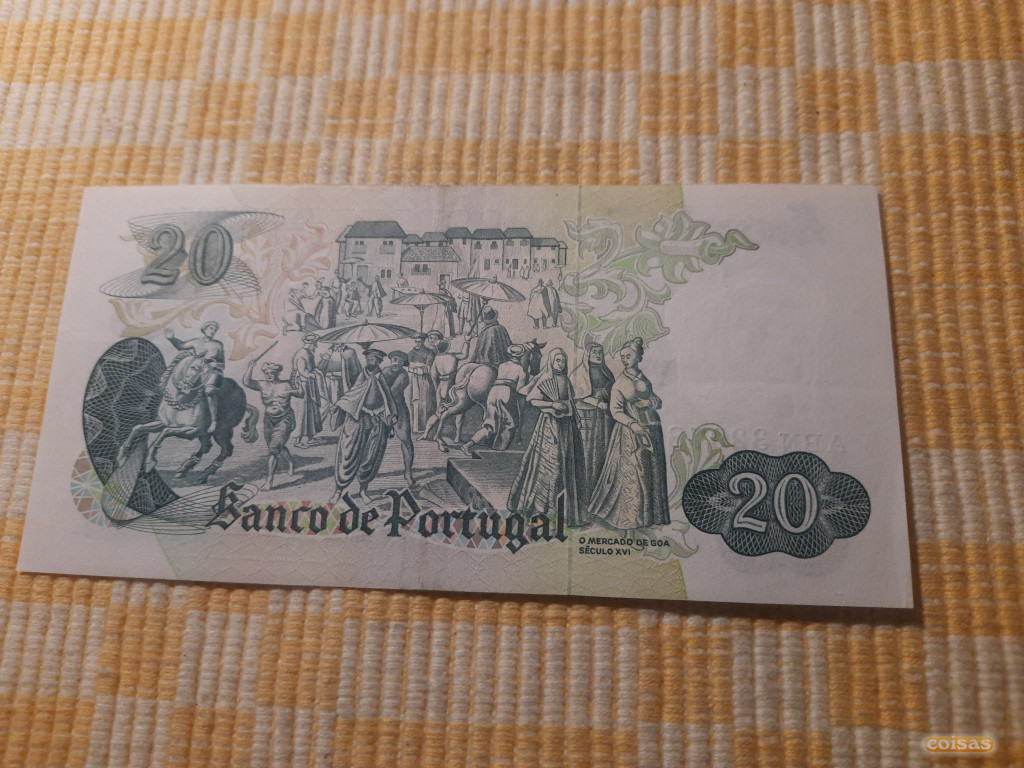 20
Banco de Portugal
O MERCADO DE GOA
SÉCULO XVI
20
coisas